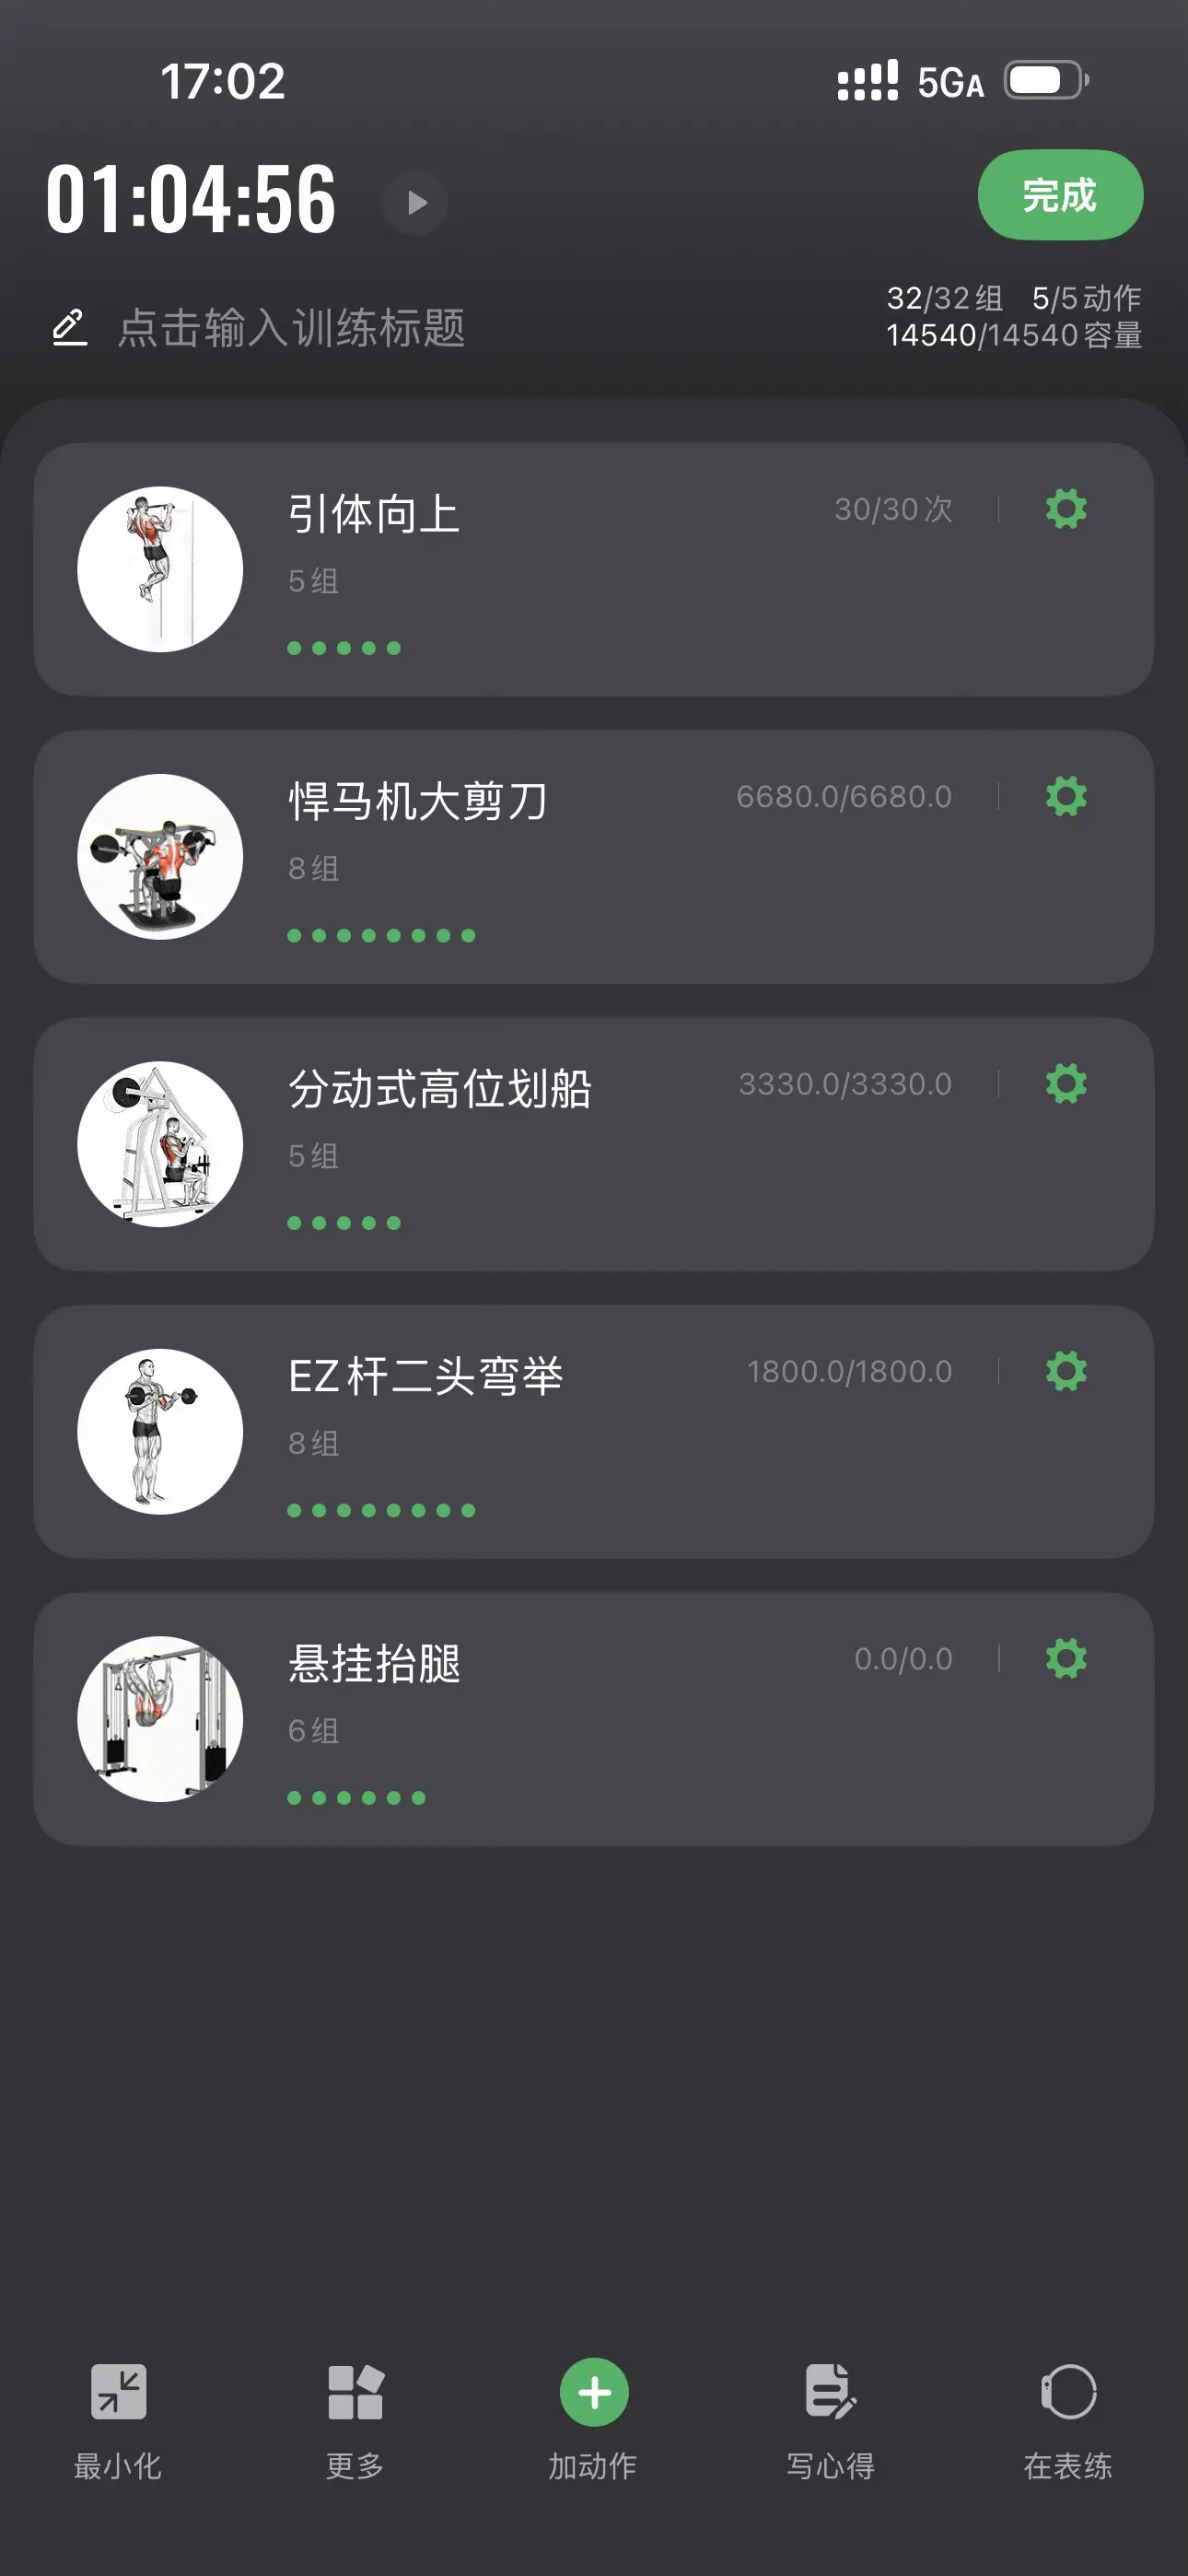 17:02
5GA
01:04:56
完成
点击输入训练标题
32/32组 5/5动作
14540/14540容量
引体向上
30/30次
5组
悍马机大剪刀
6680.0/6680.0
8组
分动式高位划船
3330.0/3330.0
5组
EZ杆二头弯举
1800.0/1800.0
8组
悬挂抬腿
0.0/0.0
6组
最小化
更多
加动作
写心得
在表练